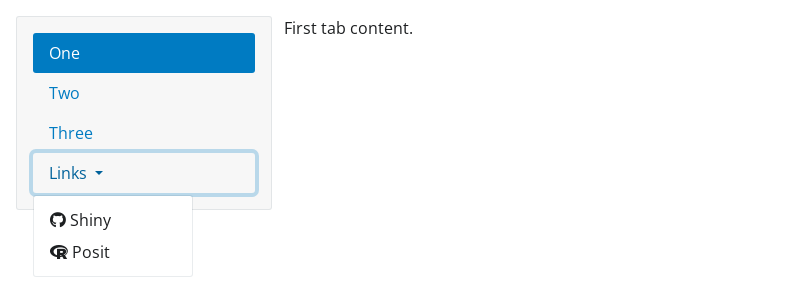 One
First tab content.
Two
Three
Links
Shiny
Posit